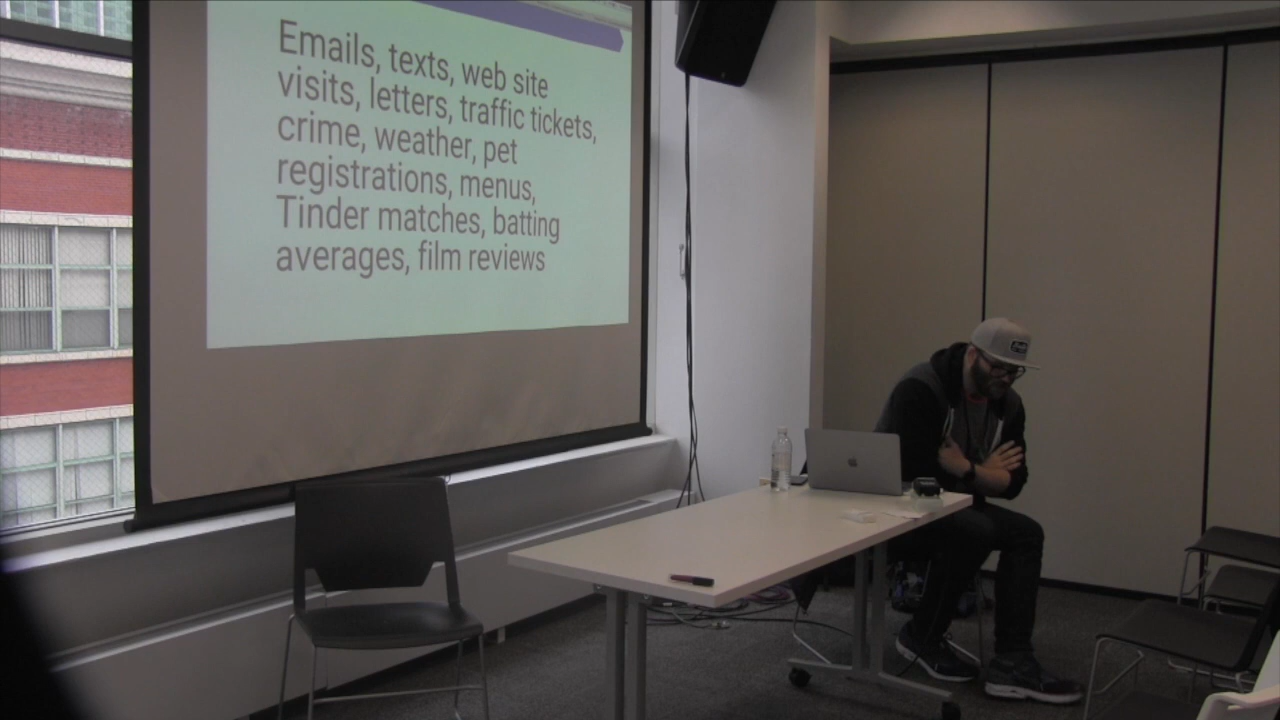 Emails, texts, web site
visits, letters, traffic tickets,
crime, weather, pet
registrations, menus,
Tinder matches, batting
averages, film reviews